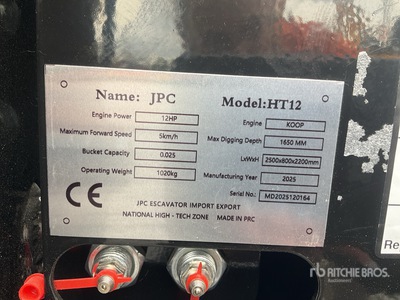 Name: JPC Model:HT12
Engine Power 12HP Engine KOOP
Maximum Forward Speed 5km/h Max Digging Depth 1650 MM
Bucket Capacity 0.025 LxWxH 2500x800x2200mm
Operating Weight 1020kg Manufacturing Year 2025
Serial No.: MD2025120164
CE
JPC ESCAVATOR IMPORT EXPORT
NATIONAL HIGH - TECH ZONE MADE IN PRC
Re
RITCHIE BROS.
Auctioneers